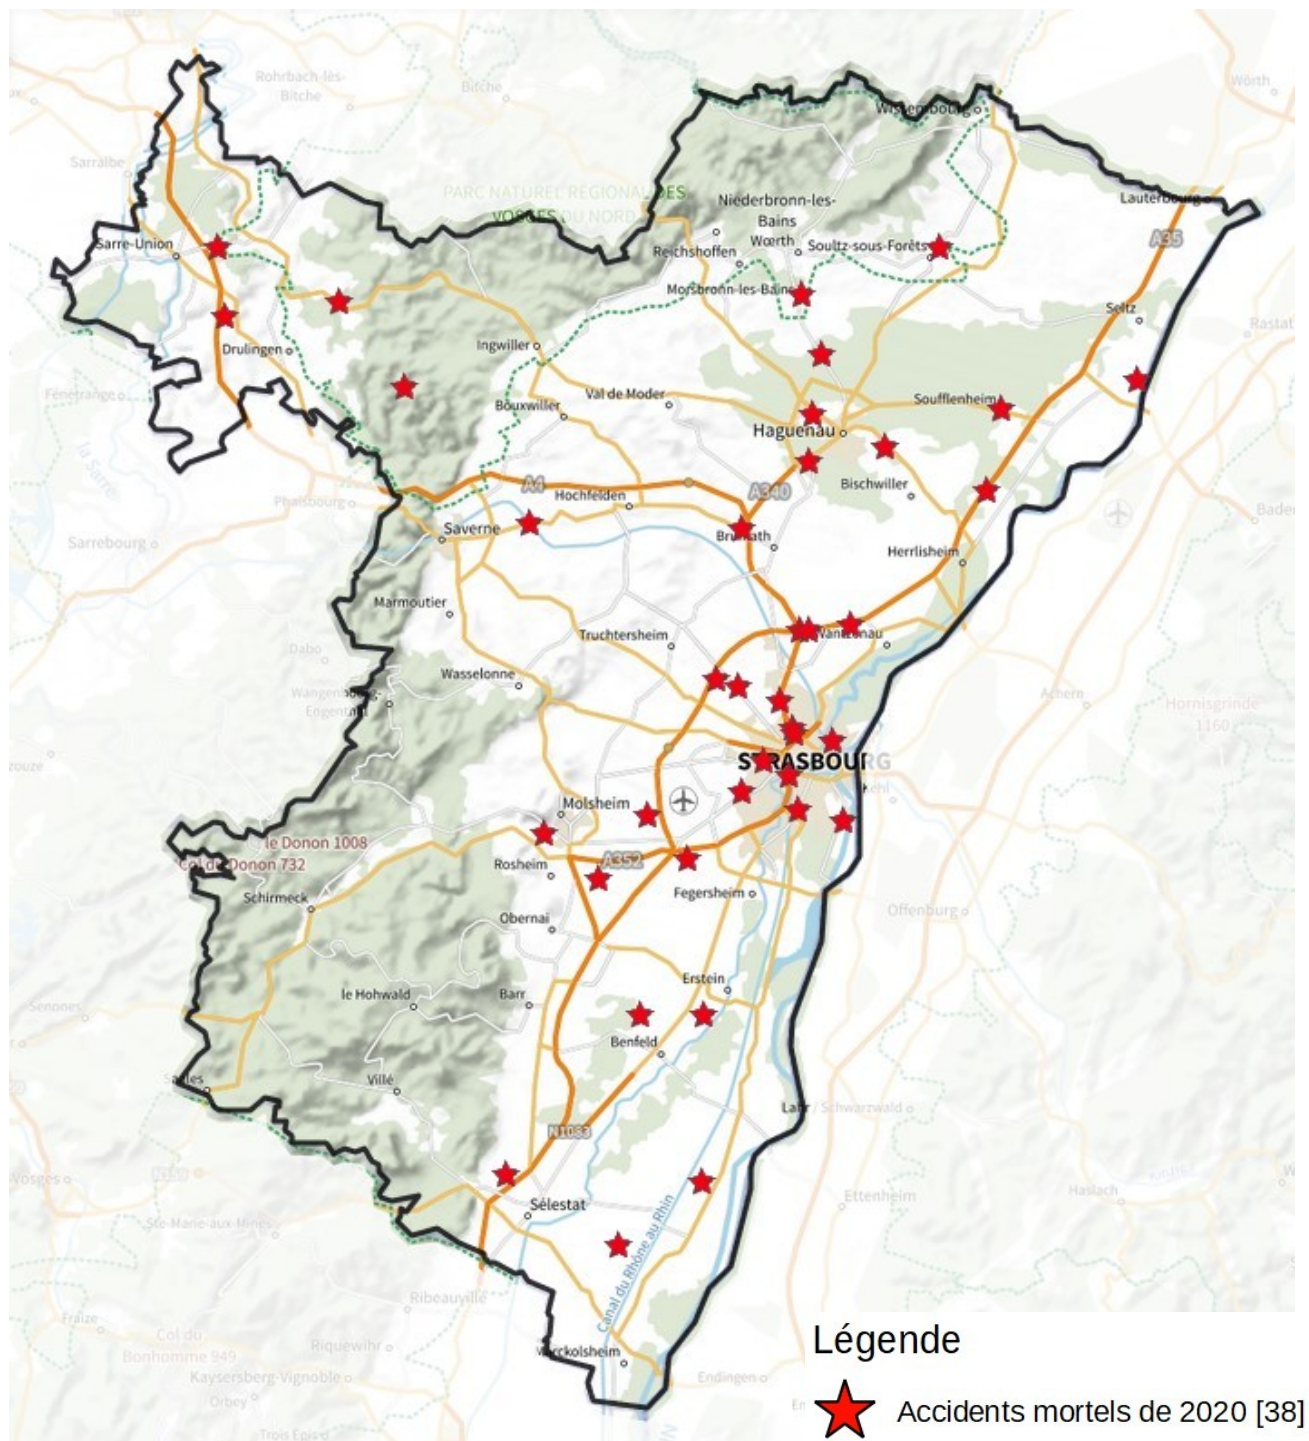 Rohrbach-lès-
Bitche
Bitche
Wörth
Wissembourg
Sarralbe
PARC NATUREL RÉGIONAL DES
VOSGES DU NORD
Niederbronn-les-
Bains
Lauterbourg
A35
Sarre-Union
Reichshoffen
Wœrth
Soultz-sous-Forêts
Morsbronn-les-Bains
Seltz
Rastat
Drulingen
Ingwiller
Fénétrange
Val de Moder
Bouxwiller
Soufflenheim
Haguenau
la Sarre
A4
A340
Bischwiller
Phalsbourg
Hochfelden
Baden
Saverne
Sarrebourg
Brumath
Herrlisheim
Marmoutier
Truchtersheim
Wantzenau
Dabo
Wasselonne
Wangenbourg-
Engenthal
Achern
Hornisgrinde
1160
STRASBOURG
Kehl
Molsheim
le Donon 1008
Col du Donon 732
Rosheim
A352
Schirmeck
Fegersheim
Offenburg
Obernai
Erstein
le Hohwald
Barr
Senones
Benfeld
Saales
Villé
Lahr / Schwarzwald
N1083
Vosges
Ettenheim
Haslach
Sélestat
Ste-Marie-aux-Mines
Canal du Rhône au Rhin
Ribeauvillé
Fraize
Col du
Bonhomme 949
Riquewihr
Marckolsheim
Kaysersberg-Vignoble
Endingen
Orbey
Trois Epis
Légende
Accidents mortels de 2020 [38]